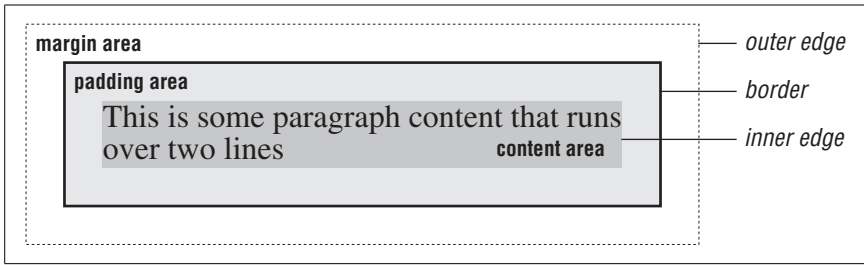 margin area
outer edge
padding area
border
This is some paragraph content that runs
inner edge
over two lines
content area